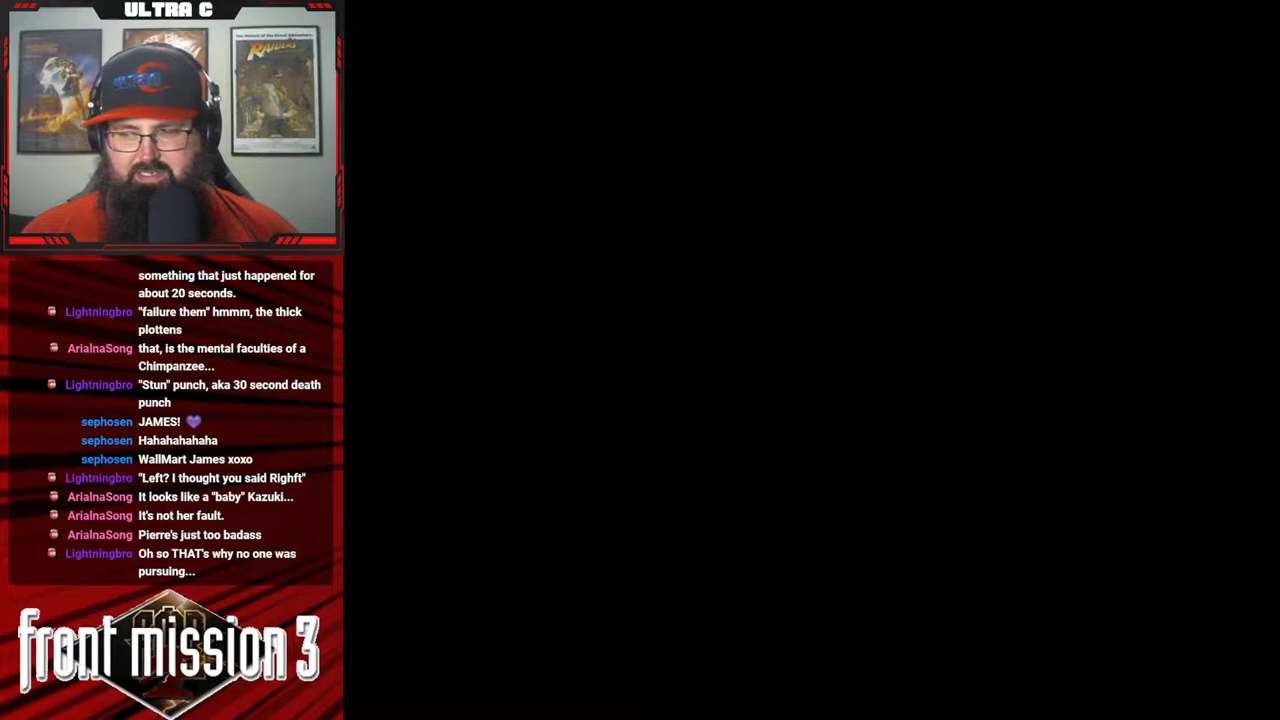 ULTRA C
RAIDERS
ULTRA C
something that just happened for
about 20 seconds.
Lightningbro "failure them" hmmm, the thick
plottens
ArialnaSong that, is the mental faculties of a
Chimpanzee...
Lightningbro "Stun" punch, aka 30 second death
punch
sephosen JAMES! 💜
sephosen Hahahahahaha
sephosen WallMart James xoxo
Lightningbro "Left? I thought you said Righft"
ArialnaSong It looks like a "baby" Kazuki...
ArialnaSong It's not her fault.
ArialnaSong Pierre's just too badass
Lightningbro Oh so THAT's why no one was
pursuing...
front mission 3